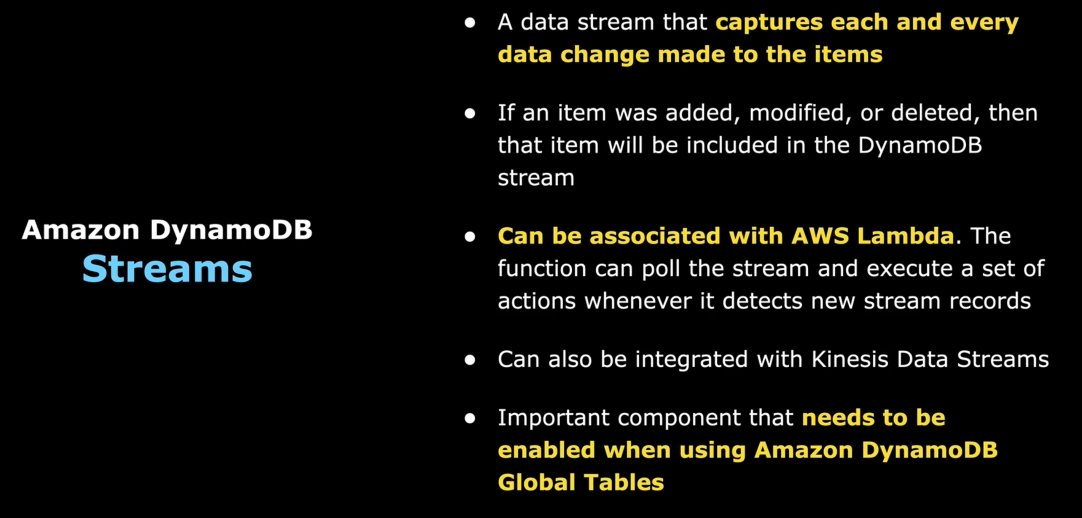 Amazon DynamoDB
Streams
● A data stream that captures each and every
data change made to the items
● If an item was added, modified, or deleted, then
that item will be included in the DynamoDB
stream
● Can be associated with AWS Lambda. The
function can poll the stream and execute a set of
actions whenever it detects new stream records
● Can also be integrated with Kinesis Data Streams
● Important component that needs to be
enabled when using Amazon DynamoDB
Global Tables